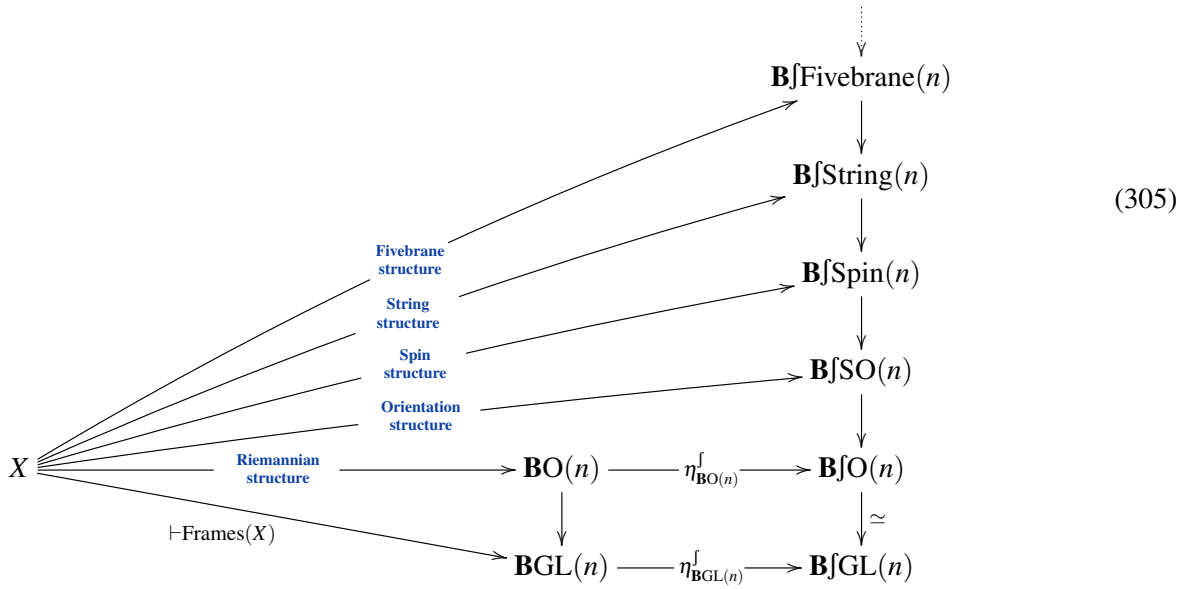 𝐁∫Fivebrane(n)
𝐁∫String(n)
(305)
Fivebrane
structure
𝐁∫Spin(n)
String
structure
Spin
structure
𝐁∫SO(n)
Orientation
structure
X
Riemannian
structure
𝐁O(n)
η^∫_{𝐁O(n)}
𝐁∫O(n)
≃
⊢Frames(X)
𝐁GL(n)
η^∫_{𝐁GL(n)}
𝐁∫GL(n)